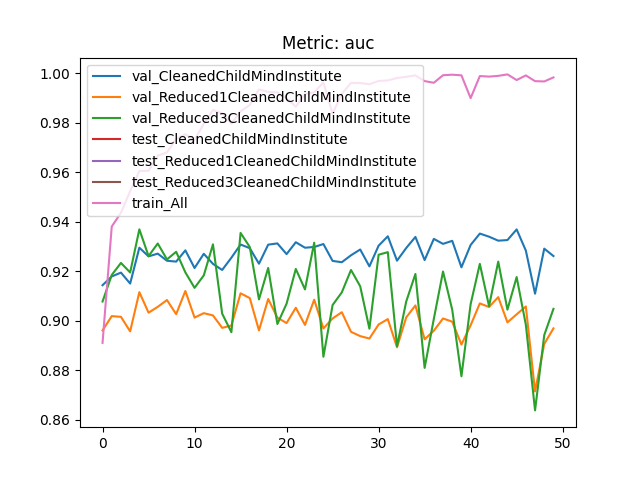 Metric: auc
val_CleanedChildMindInstitute
val_Reduced1CleanedChildMindInstitute
val_Reduced3CleanedChildMindInstitute
test_CleanedChildMindInstitute
test_Reduced1CleanedChildMindInstitute
test_Reduced3CleanedChildMindInstitute
train_All
1.00
0.98
0.96
0.94
0.92
0.90
0.88
0.86
0 10 20 30 40 50